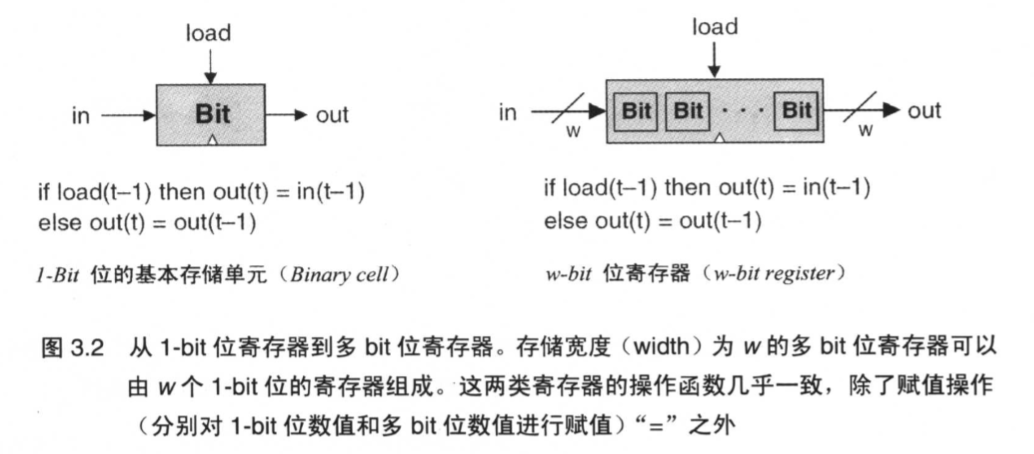 load
in
Bit
out
if load(t–1) then out(t) = in(t–1)
else out(t) = out(t–1)
1-Bit 位的基本存储单元（Binary cell）
load
in
w
Bit Bit · · · Bit
w
out
if load(t–1) then out(t) = in(t–1)
else out(t) = out(t–1)
w-bit 位寄存器（w-bit register）
图 3.2 从 1-bit 位寄存器到多 bit 位寄存器。存储宽度（width）为 w 的多 bit 位寄存器可以
由 w 个 1-bit 位的寄存器组成。这两类寄存器的操作函数几乎一致，除了赋值操作
（分别对 1-bit 位数值和多 bit 位数值进行赋值）“=”之外